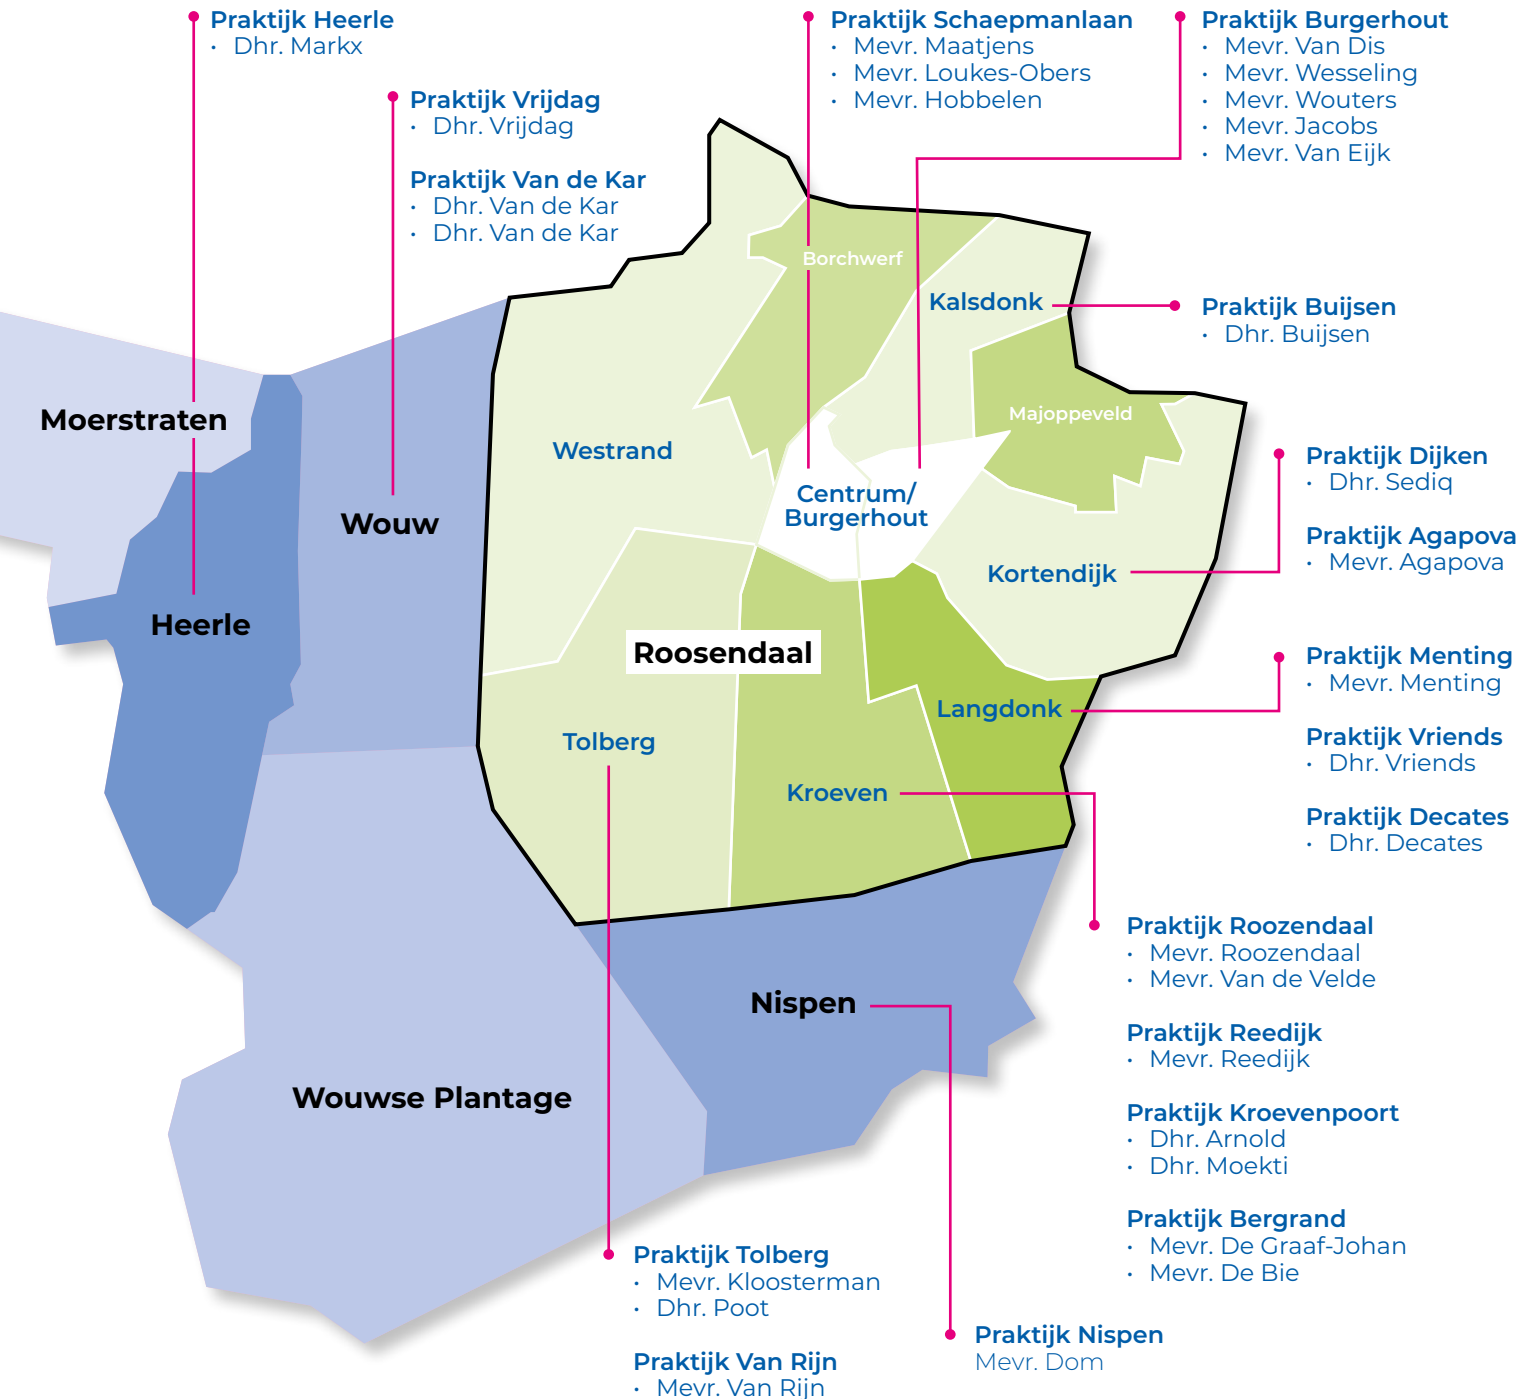 Praktijk Heerle
• Dhr. Markx
Praktijk Vrijdag
• Dhr. Vrijdag
Praktijk Van de Kar
• Dhr. Van de Kar
• Dhr. Van de Kar
Praktijk Schaepmanlaan
• Mevr. Maatjens
• Mevr. Loukes-Obers
• Mevr. Hobbelen
Praktijk Burgerhout
• Mevr. Van Dis
• Mevr. Wesseling
• Mevr. Wouters
• Mevr. Jacobs
• Mevr. Van Eijk
Borchwerf
Kalsdonk
Praktijk Buijsen
• Dhr. Buijsen
Moerstraten
Majoppeveld
Westrand
Praktijk Dijken
• Dhr. Sediq
Centrum/
Burgerhout
Wouw
Praktijk Agapova
• Mevr. Agapova
Kortendijk
Heerle
Roosendaal
Praktijk Menting
• Mevr. Menting
Langdonk
Tolberg
Praktijk Vriends
• Dhr. Vriends
Kroeven
Praktijk Decates
• Dhr. Decates
Praktijk Roozendaal
• Mevr. Roozendaal
• Mevr. Van de Velde
Nispen
Praktijk Reedijk
• Mevr. Reedijk
Wouwse Plantage
Praktijk Kroevenpoort
• Dhr. Arnold
• Dhr. Moekti
Praktijk Bergrand
• Mevr. De Graaf-Johan
• Mevr. De Bie
Praktijk Tolberg
• Mevr. Kloosterman
• Dhr. Poot
Praktijk Van Rijn
• Mevr. Van Rijn
Praktijk Nispen
Mevr. Dom